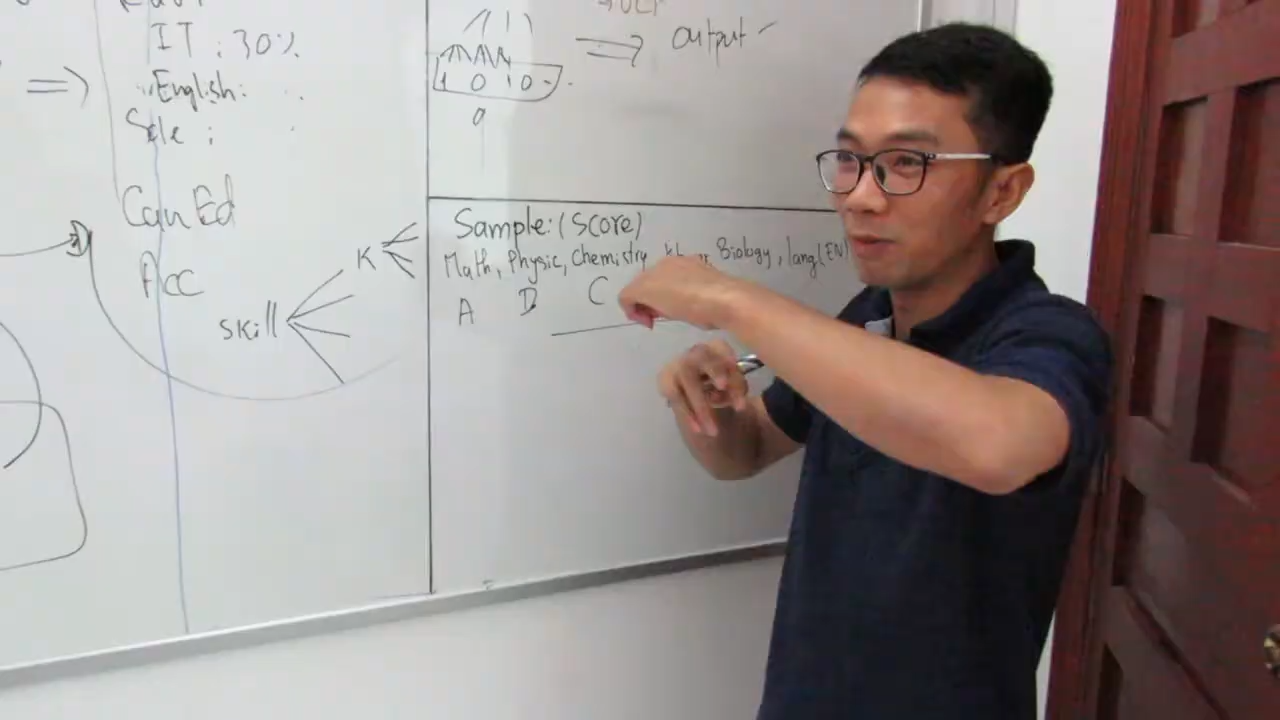 IT : 30%
English :
Scle :
Can Ed
Acc
skill
K
1 0 1 0 -
0
output
Sample: (Score)
Math, Physic, Chemistry, Biology, lang(EN)
A D C